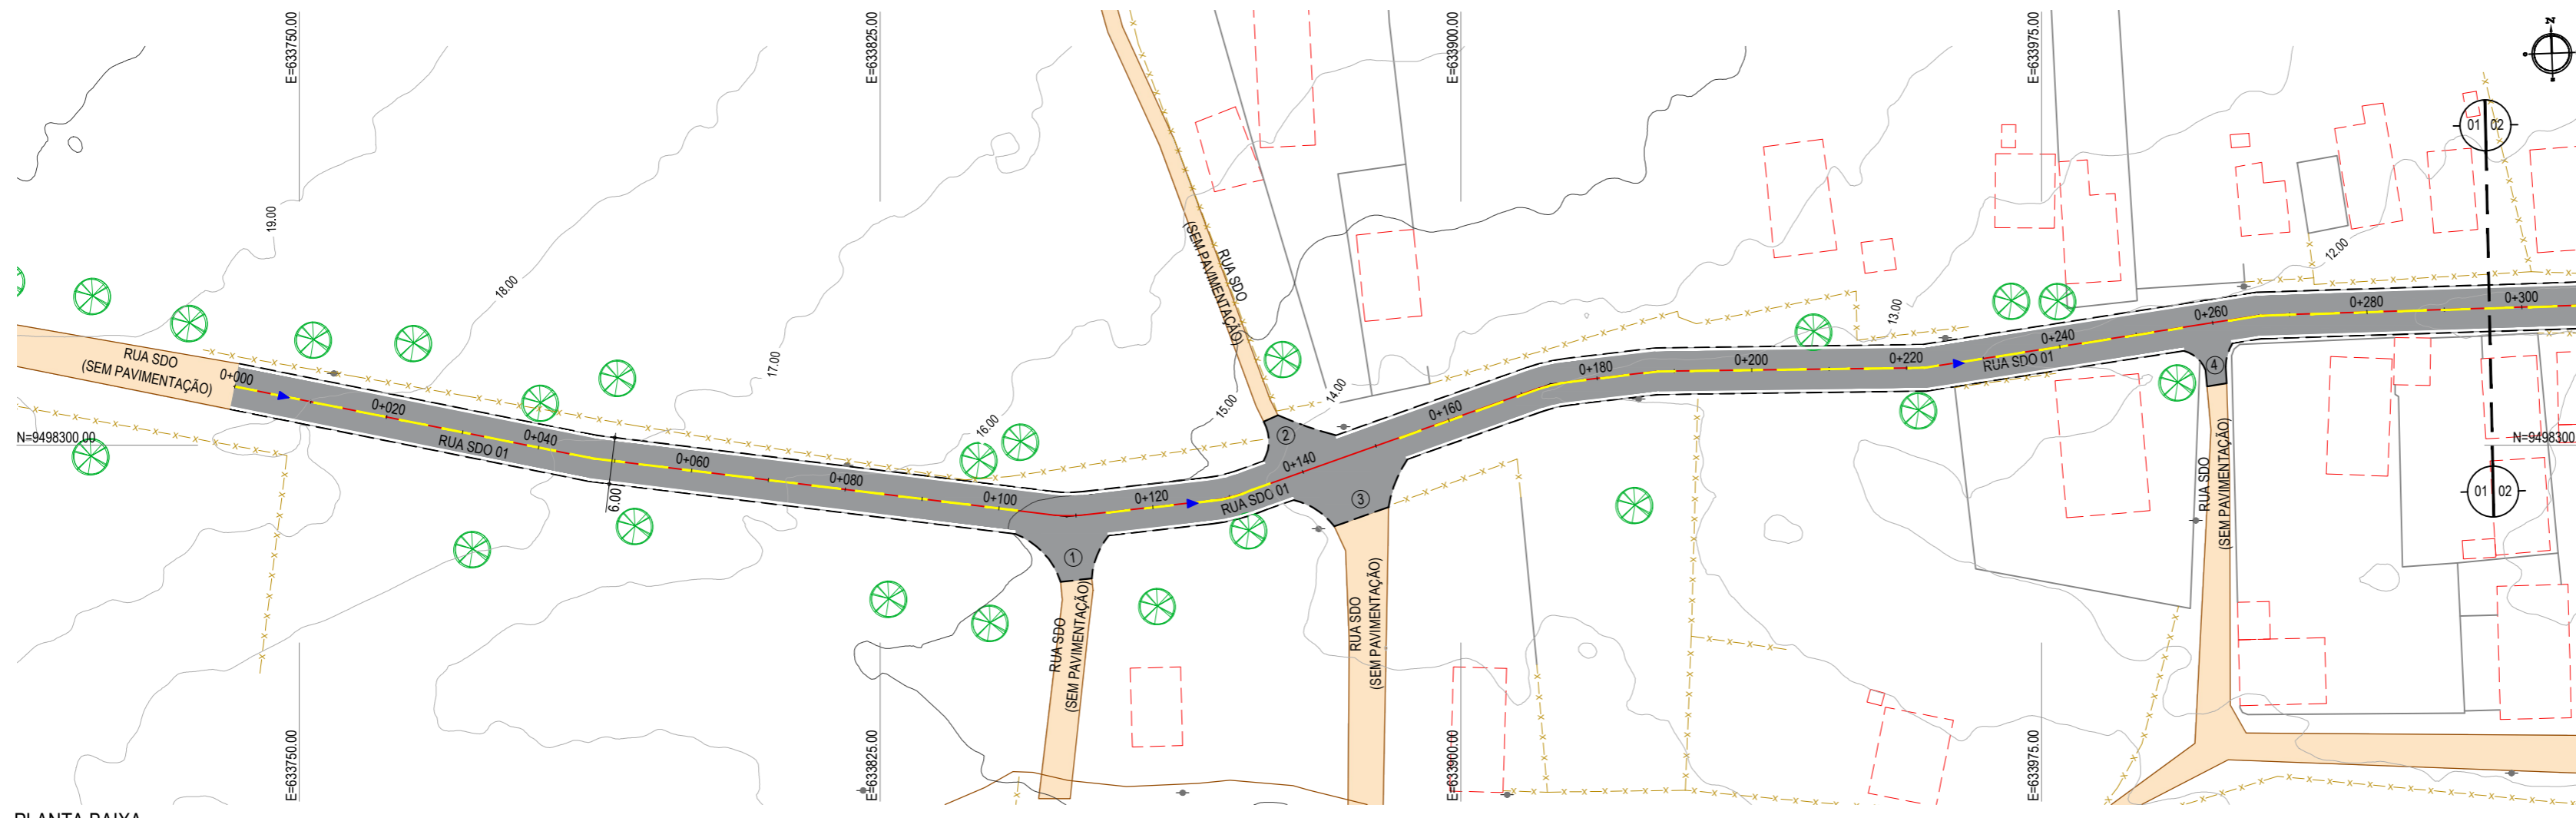 E=633750.00
E=633825.00
E=633900.00
E=633975.00
N
01 02
19.00
18.00
17.00
16.00
15.00
14.00
13.00
12.00
RUA SDO
(SEM PAVIMENTAÇÃO)
RUA SDO
(SEM PAVIMENTAÇÃO)
0+000
0+020
0+040
0+060
0+080
0+100
0+120
0+140
0+160
0+180
0+200
0+220
0+240
0+260
0+280
0+300
RUA SDO 01
RUA SDO 01
RUA SDO 01
6.00
N=9498300.00
N=9498300
1
2
3
4
01 02
RUA SDO
(SEM PAVIMENTAÇÃO)
RUA SDO
(SEM PAVIMENTAÇÃO)
RUA SDO
(SEM PAVIMENTAÇÃO)
E=633750.00
E=633825.00
E=633900.00
E=633975.00
PLANTA BAIXA